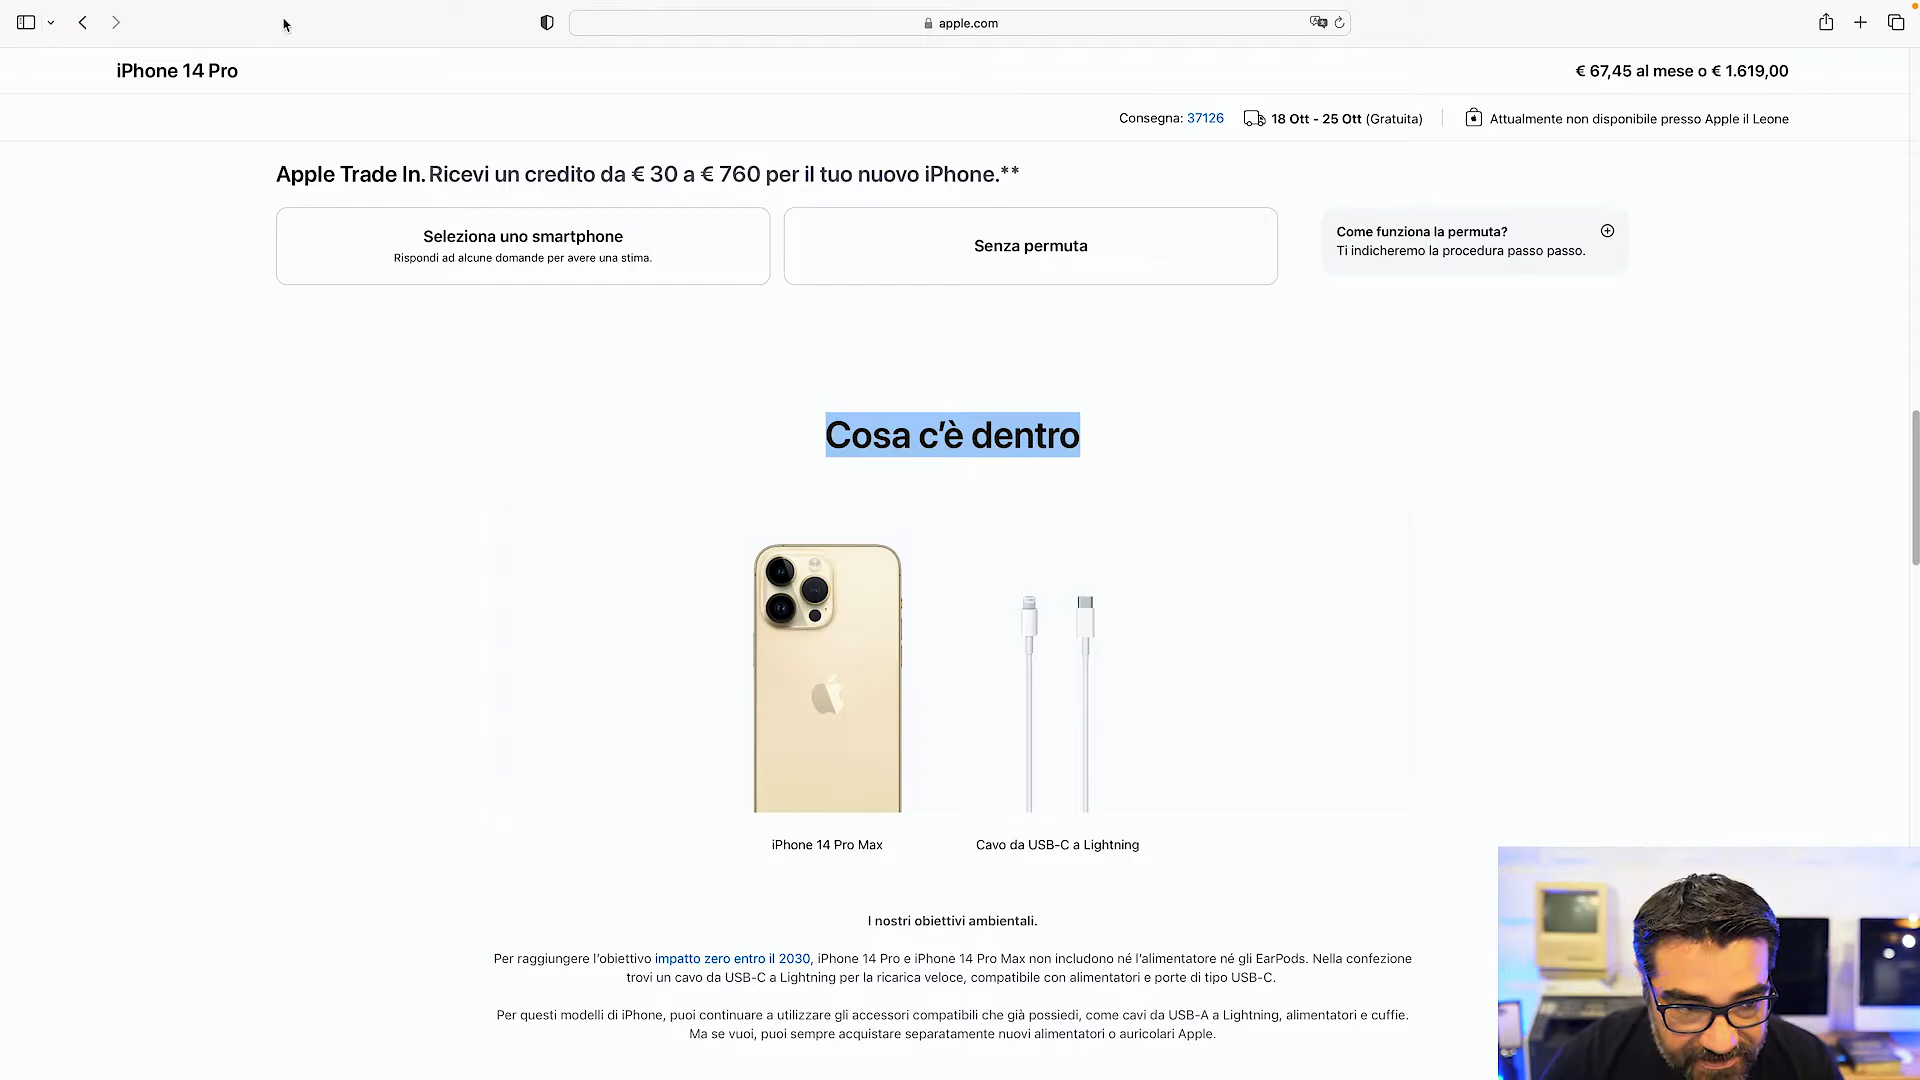 apple.com
iPhone 14 Pro
€ 67,45 al mese o € 1.619,00
Consegna: 37126
18 Ott - 25 Ott (Gratuita)
Attualmente non disponibile presso Apple il Leone
Apple Trade In. Ricevi un credito da € 30 a € 760 per il tuo nuovo iPhone.**
Seleziona uno smartphone
Rispondi ad alcune domande per avere una stima.
Senza permuta
Come funziona la permuta?
Ti indicheremo la procedura passo passo.
Cosa c’è dentro
iPhone 14 Pro Max
Cavo da USB-C a Lightning
I nostri obiettivi ambientali.
Per raggiungere l’obiettivo impatto zero entro il 2030, iPhone 14 Pro e iPhone 14 Pro Max non includono né l’alimentatore né gli EarPods. Nella confezione
trovi un cavo da USB-C a Lightning per la ricarica veloce, compatibile con alimentatori e porte di tipo USB-C.
Per questi modelli di iPhone, puoi continuare a utilizzare gli accessori compatibili che già possiedi, come cavi da USB-A a Lightning, alimentatori e cuffie.
Ma se vuoi, puoi sempre acquistare separatamente nuovi alimentatori o auricolari Apple.